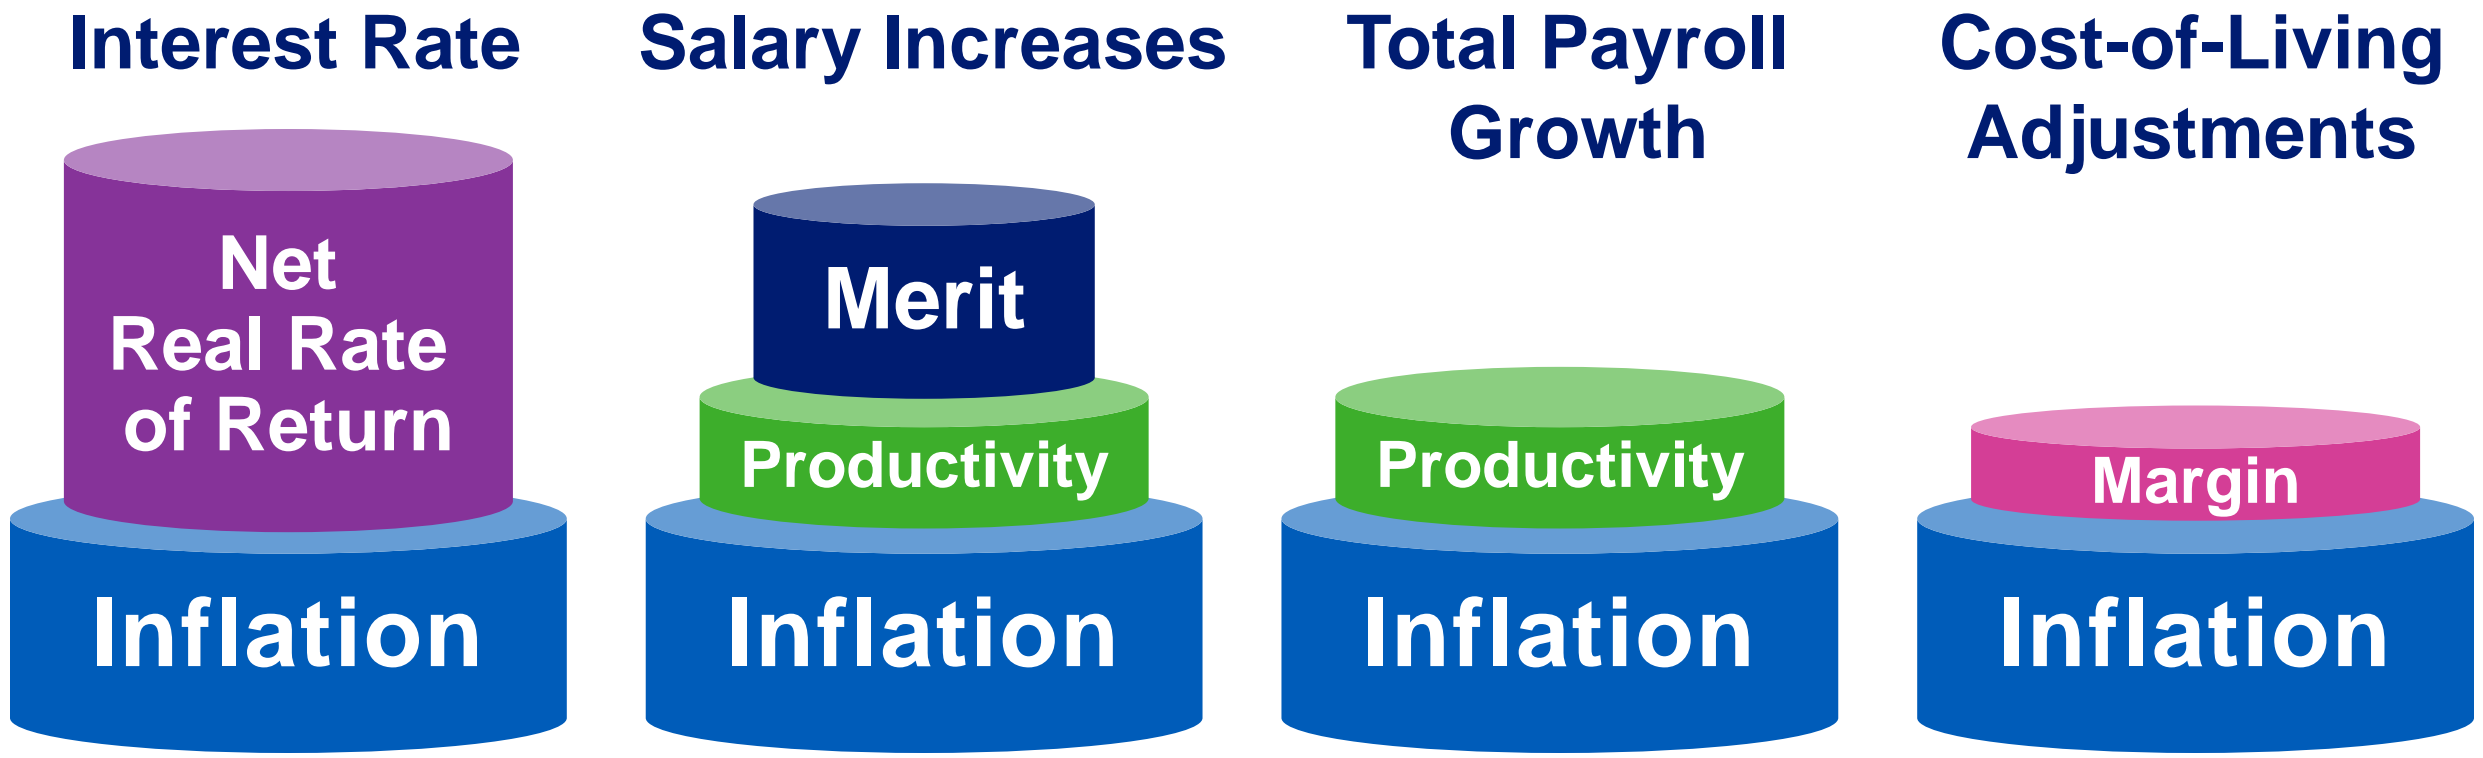 Interest Rate
Net
Real Rate
of Return
Inflation
Salary Increases
Merit
Productivity
Inflation
Total Payroll
Growth
Productivity
Inflation
Cost-of-Living
Adjustments
Margin
Inflation